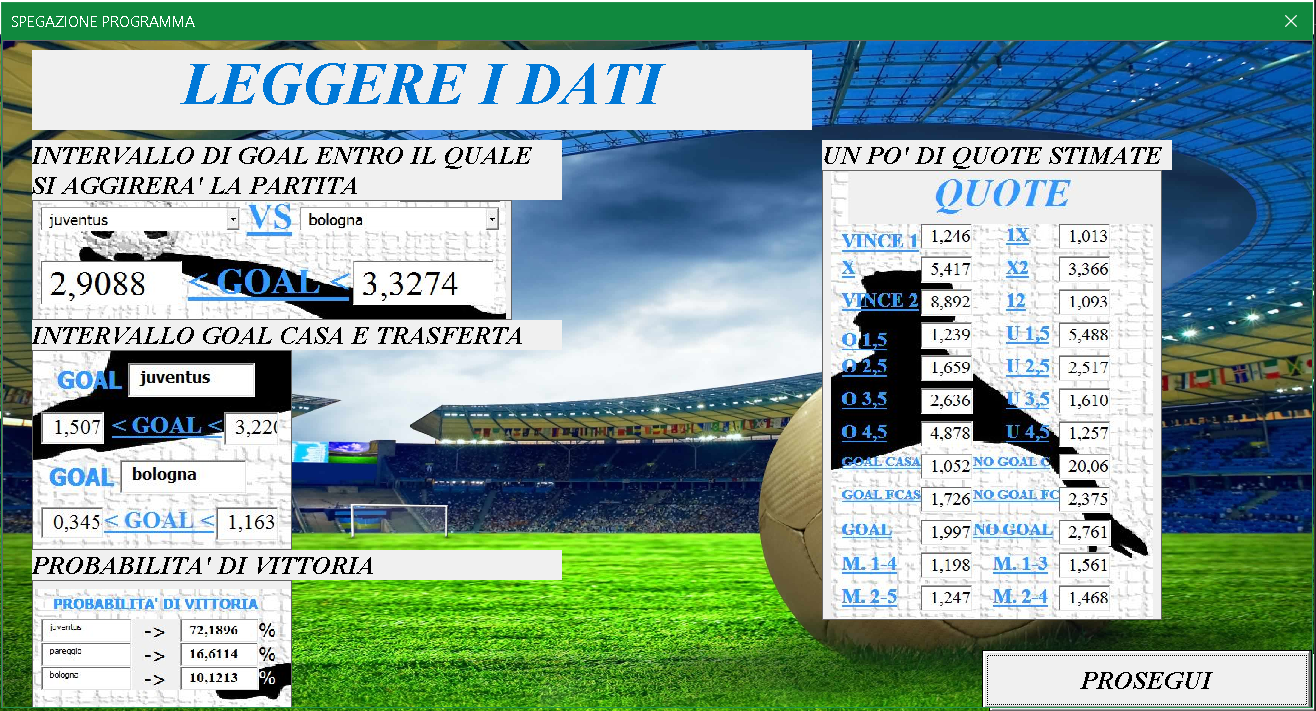 SPEGAZIONE PROGRAMMA
LEGGERE I DATI
INTERVALLO DI GOAL ENTRO IL QUALE
SI AGGIRERA' LA PARTITA
juventus VS bologna
2,9088 < GOAL < 3,3274
INTERVALLO GOAL CASA E TRASFERTA
GOAL juventus
1,507 < GOAL < 3,220
GOAL bologna
0,345 < GOAL < 1,163
PROBABILITA' DI VITTORIA
PROBABILITA' DI VITTORIA
juventus -> 72,1896 %
pareggio -> 16,6114 %
bologna -> 10,1213 %
UN PO' DI QUOTE STIMATE
QUOTE
VINCE 1 1,246 1X 1,013
X 5,417 X2 3,366
VINCE 2 8,892 12 1,093
O 1,5 1,239 U 1,5 5,488
O 2,5 1,659 U 2,5 2,517
O 3,5 2,636 U 3,5 1,610
O 4,5 4,878 U 4,5 1,257
GOAL CASA 1,052 NO GOAL C 20,06
GOAL FCAS 1,726 NO GOAL FC 2,375
GOAL 1,997 NO GOAL 2,761
M. 1-4 1,198 M. 1-3 1,561
M. 2-5 1,247 M. 2-4 1,468
PROSEGUI